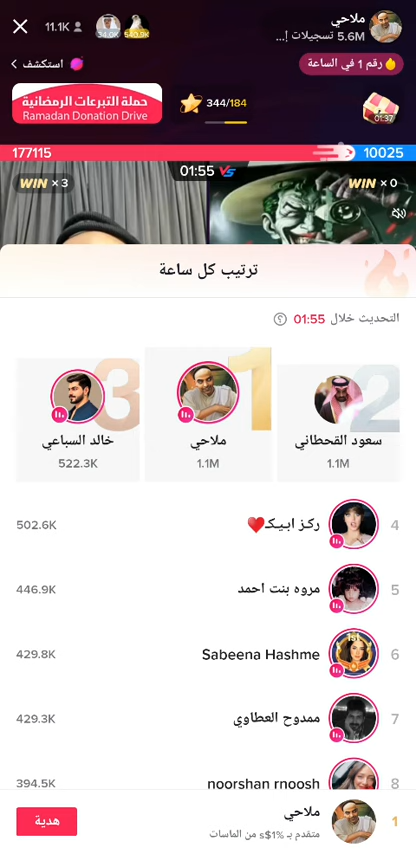 ملاحي
5.6M تسجيلات إ...
11.1K
34.0K
540.9K
رقم 1 في الساعة
استكشف
حملة التبرعات الرمضانية
Ramadan Donation Drive
344/184
01:37
177115
10025
WIN × 3
01:55
VS
WIN × 0
ترتيب كل ساعة
التحديث خلال 01:55
3
خالد السباعي
522.3K
1
ملاحي
1.1M
2
سعود القحطاني
1.1M
4 ركز ابيك♥️ 502.6K
5 مروه بنت احمد 446.9K
6 Sabeena Hashme 429.8K
7 ممدوح العطاوي 429.3K
8 noorshan rnoosh 394.5K
1 ملاحي
متقدم بـ %1$s من الماسات
هدية